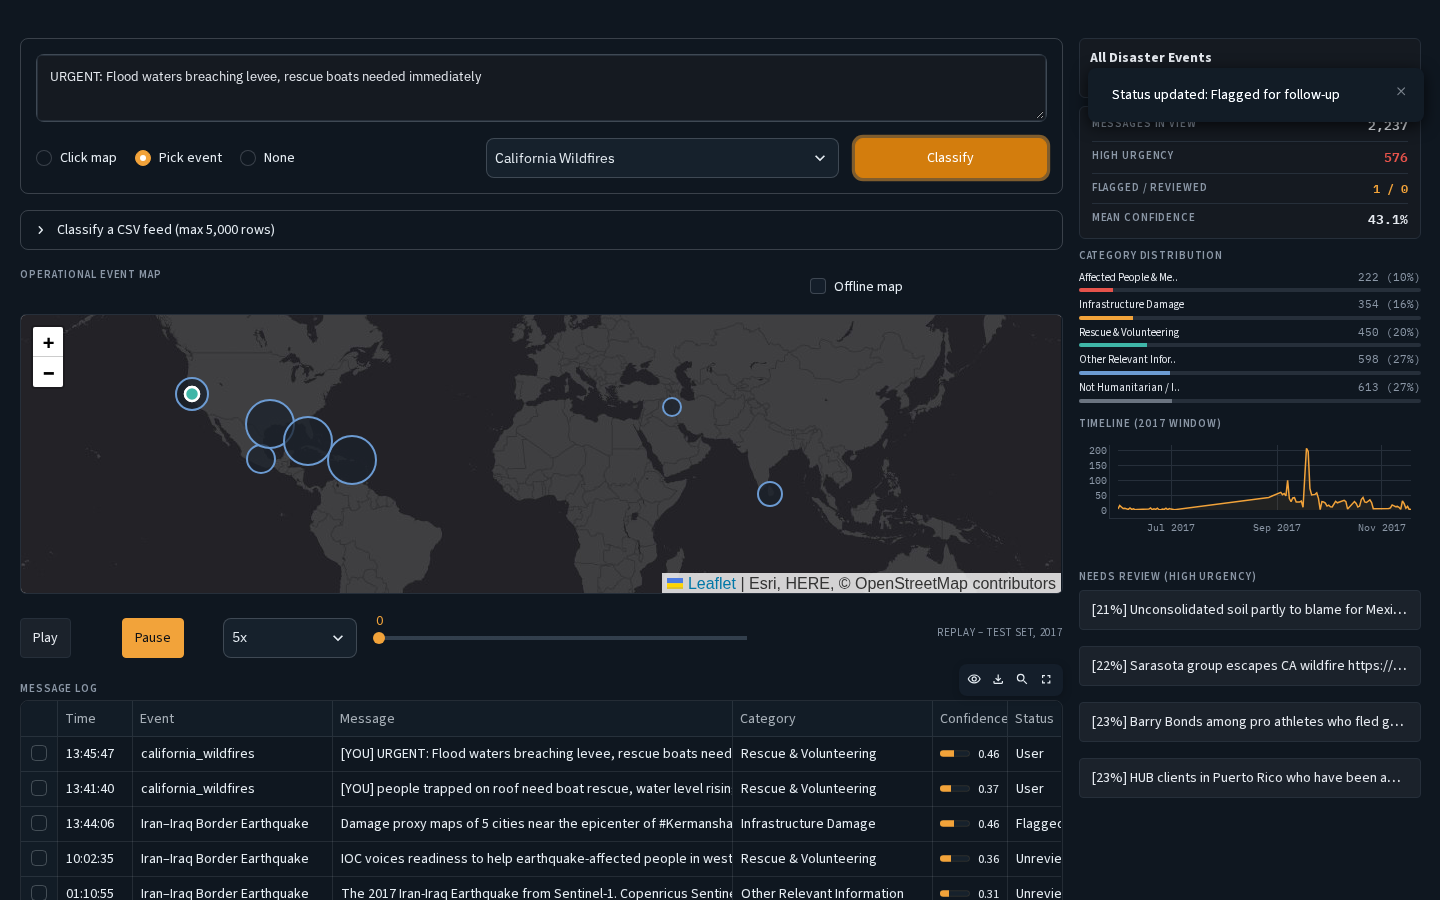 URGENT: Flood waters breaching levee, rescue boats needed immediately
Click map
Pick event
None
California Wildfires
Classify
Classify a CSV feed (max 5,000 rows)
OPERATIONAL EVENT MAP
Offline map
+
−
Leaflet | Esri, HERE, © OpenStreetMap contributors
Play
Pause
5x
0
REPLAY – TEST SET, 2017
MESSAGE LOG
Time Event Message Category Confidence Status
13:45:47 california_wildfires [YOU] URGENT: Flood waters breaching levee, rescue boats need Rescue & Volunteering 0.46 User
13:41:40 california_wildfires [YOU] people trapped on roof need boat rescue, water level risin Rescue & Volunteering 0.37 User
13:44:06 Iran–Iraq Border Earthquake Damage proxy maps of 5 cities near the epicenter of #Kermansha Infrastructure Damage 0.46 Flagged
10:02:35 Iran–Iraq Border Earthquake IOC voices readiness to help earthquake-affected people in west Rescue & Volunteering 0.36 Unrevie
01:10:55 Iran–Iraq Border Earthquake The 2017 Iran-Iraq Earthquake from Sentinel-1. Copenricus Sentine Other Relevant Information 0.31 Unrevie
All Disaster Events
Status updated: Flagged for follow-up
MESSAGES IN VIEW 2,237
HIGH URGENCY 576
FLAGGED / REVIEWED 1 / 0
MEAN CONFIDENCE 43.1%
CATEGORY DISTRIBUTION
Affected People & Me.. 222 (10%)
Infrastructure Damage 354 (16%)
Rescue & Volunteering 450 (20%)
Other Relevant Infor.. 598 (27%)
Not Humanitarian / I.. 613 (27%)
TIMELINE (2017 WINDOW)
200
150
100
50
0
Jul 2017 Sep 2017 Nov 2017
NEEDS REVIEW (HIGH URGENCY)
[21%] Unconsolidated soil partly to blame for Mexi…
[22%] Sarasota group escapes CA wildfire https://…
[23%] Barry Bonds among pro athletes who fled g…
[23%] HUB clients in Puerto Rico who have been a…